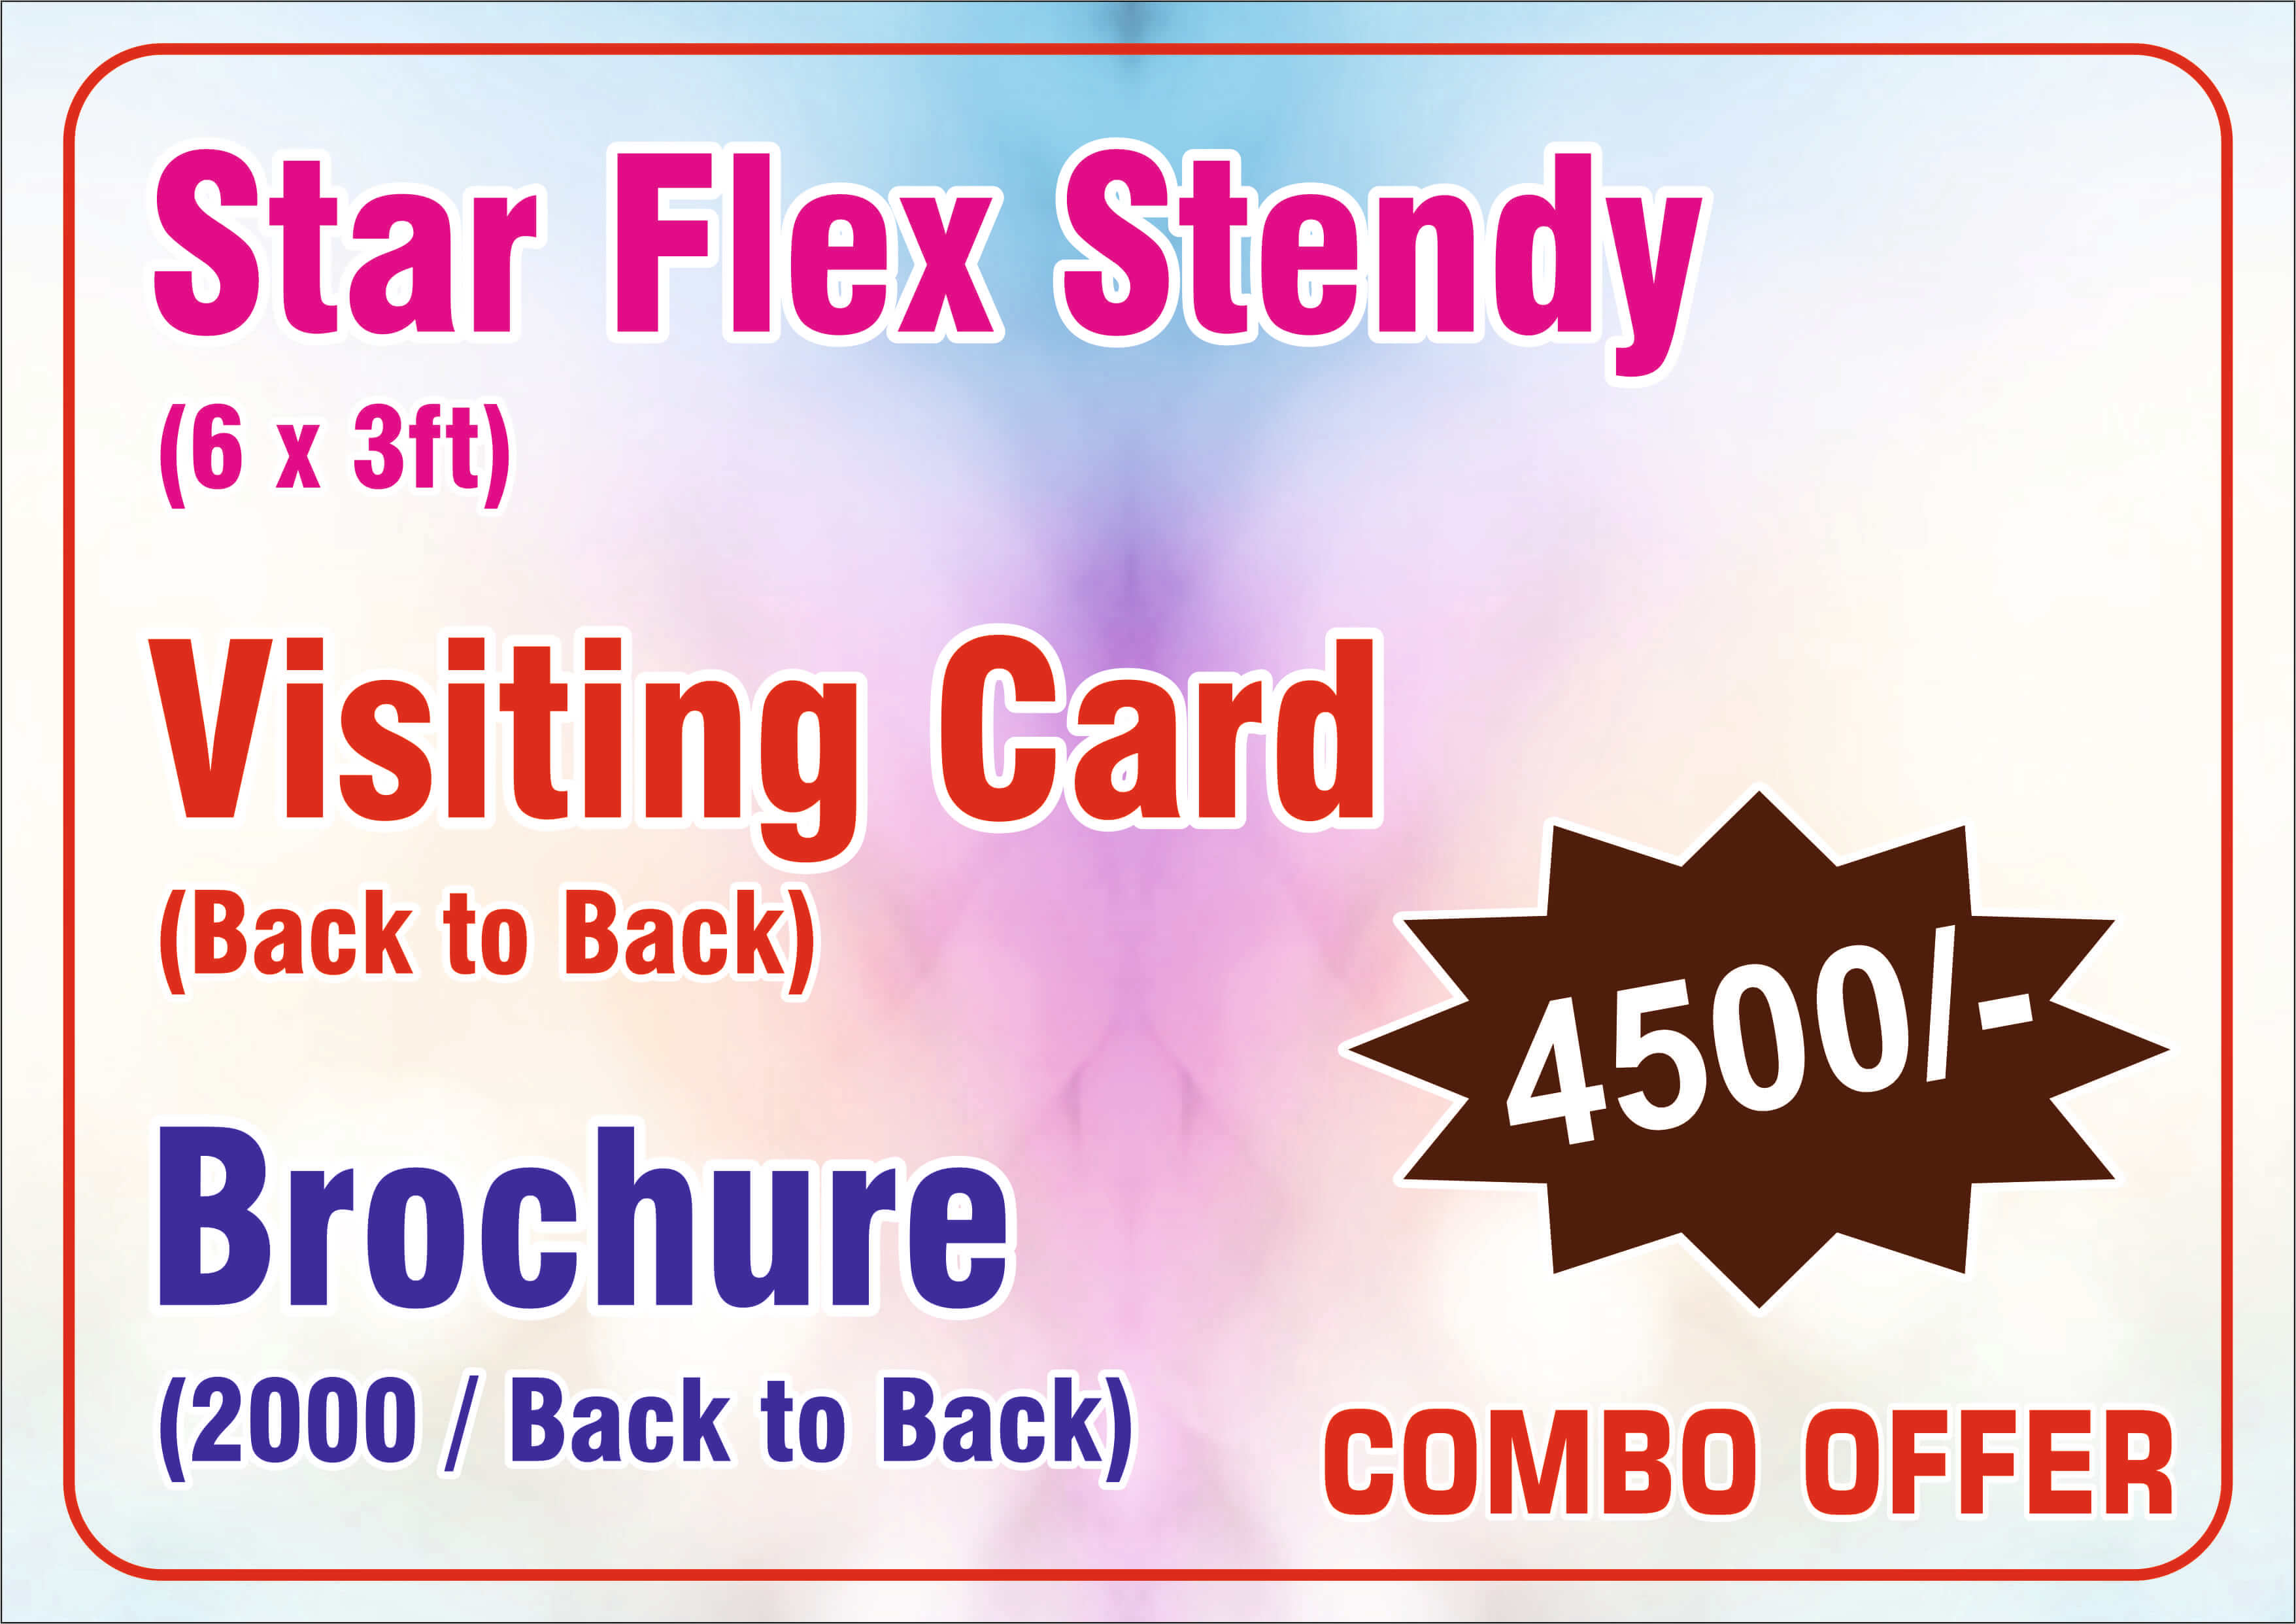 Star Flex Stendy
(6 x 3ft)
Visiting Card
(Back to Back)
4500/-
Brochure
(2000 / Back to Back)
COMBO OFFER